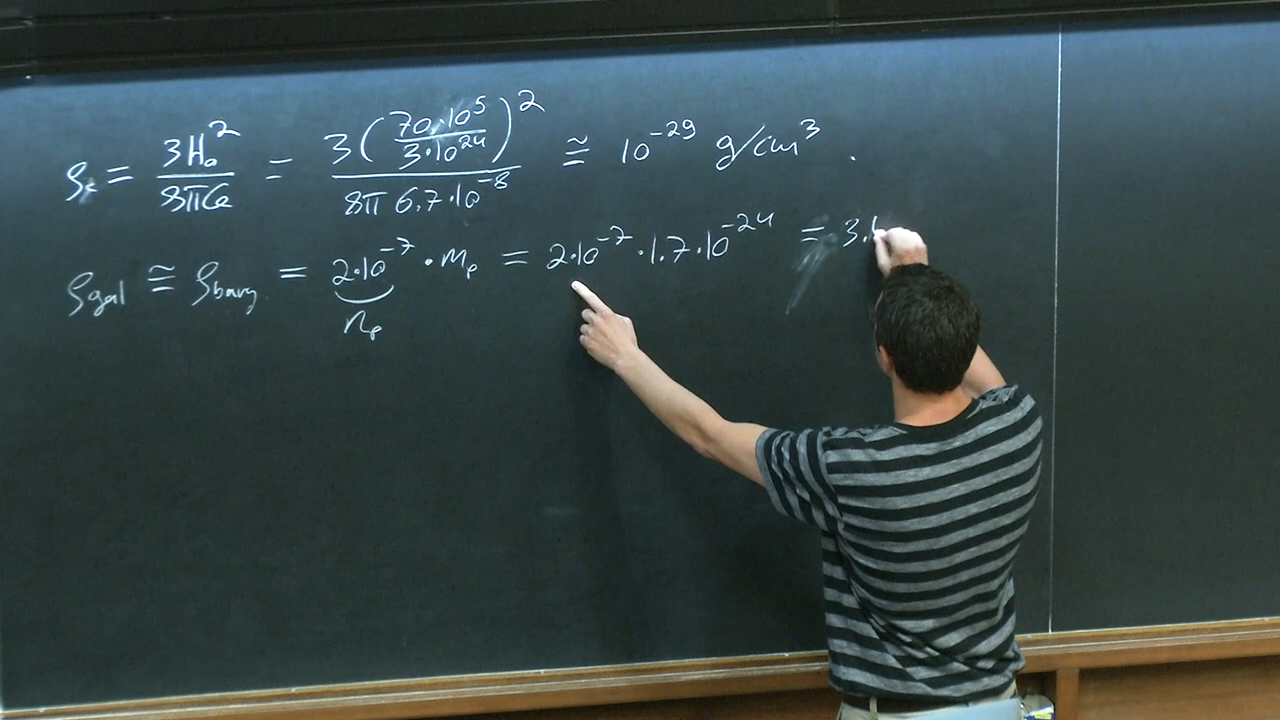 ρc = 3H₀² / 8πG = 3(70·10⁵ / 3·10²⁴)² / 8π 6.7·10⁻⁸ ≅ 10⁻²⁹ g/cm³ .
ρgal ≅ ρbary = 2·10⁻⁷ · mp = 2·10⁻⁷ · 1.7·10⁻²⁴ = 3.
np